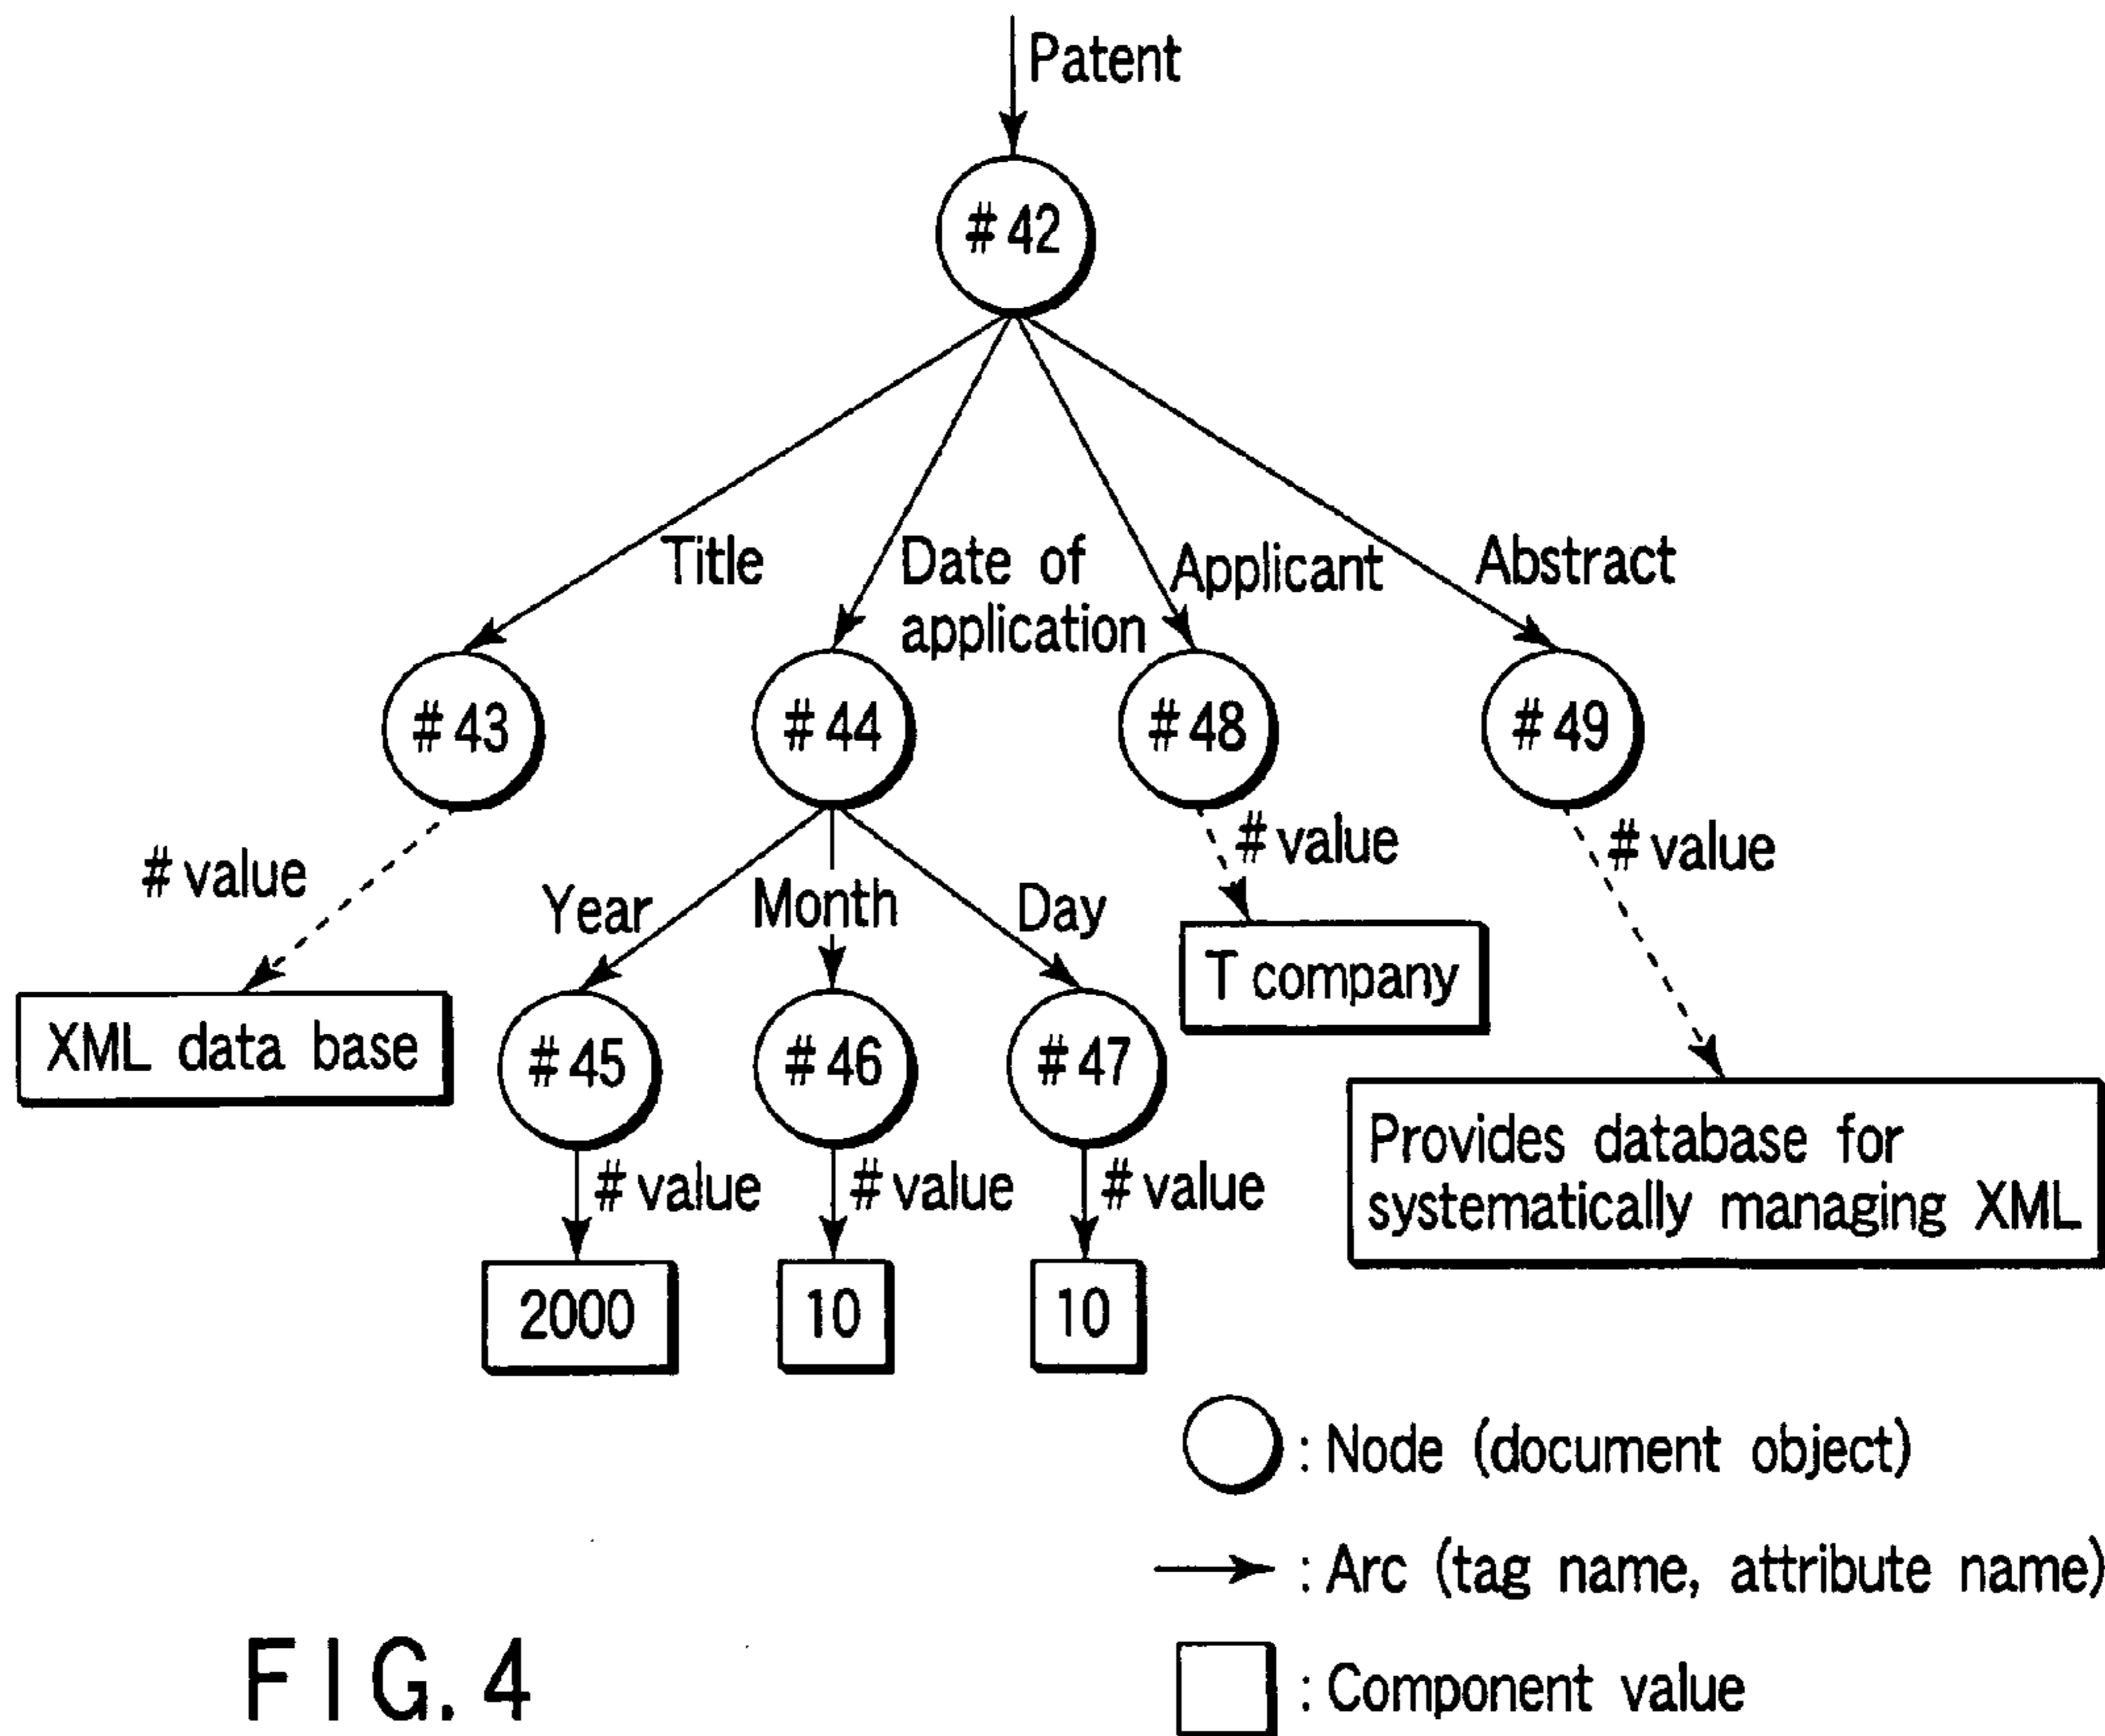 Patent
#42
Title
Date of
application
Applicant
Abstract
#43
#44
#48
#49
# value
Year
Month
Day
# value
# value
XML data base
#45
#46
#47
T company
# value
# value
# value
Provides database for
systematically managing XML
2000
10
10
: Node (document object)
: Arc (tag name, attribute name)
: Component value
FIG. 4